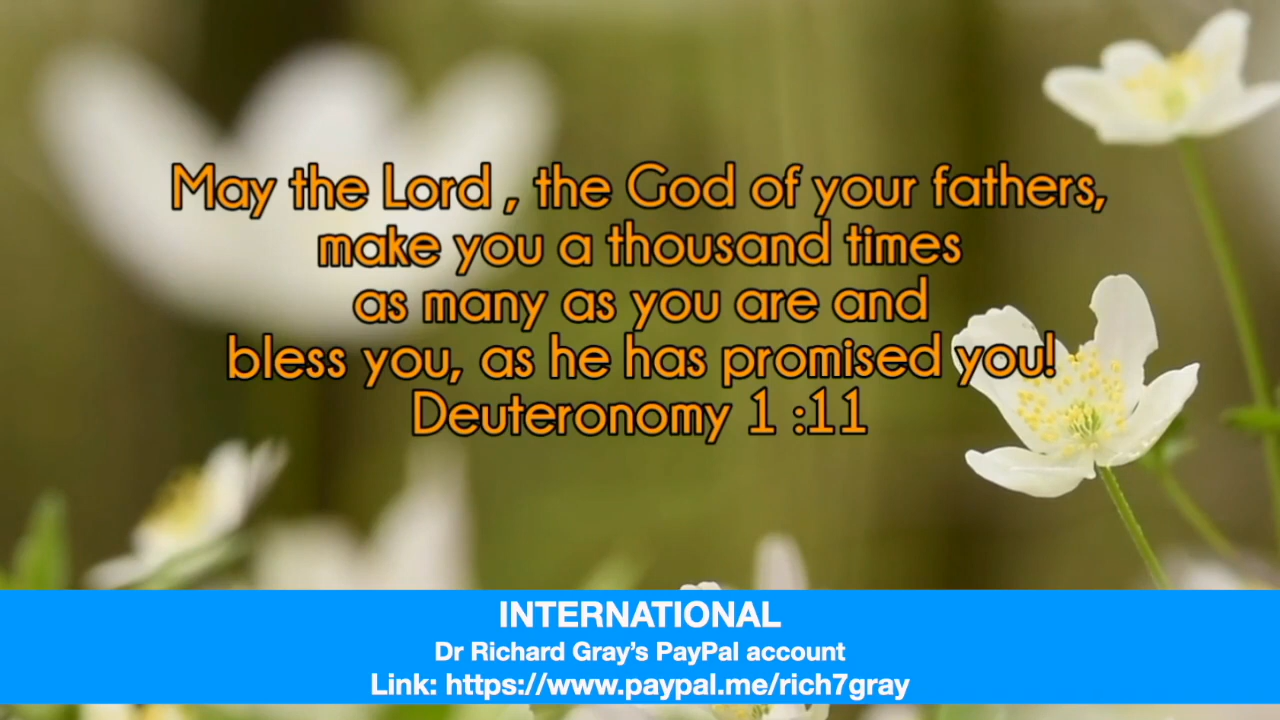 May the Lord , the God of your fathers,
make you a thousand times
as many as you are and
bless you, as he has promised you!
Deuteronomy 1 :11
INTERNATIONAL
Dr Richard Gray’s PayPal account
Link: https://www.paypal.me/rich7gray